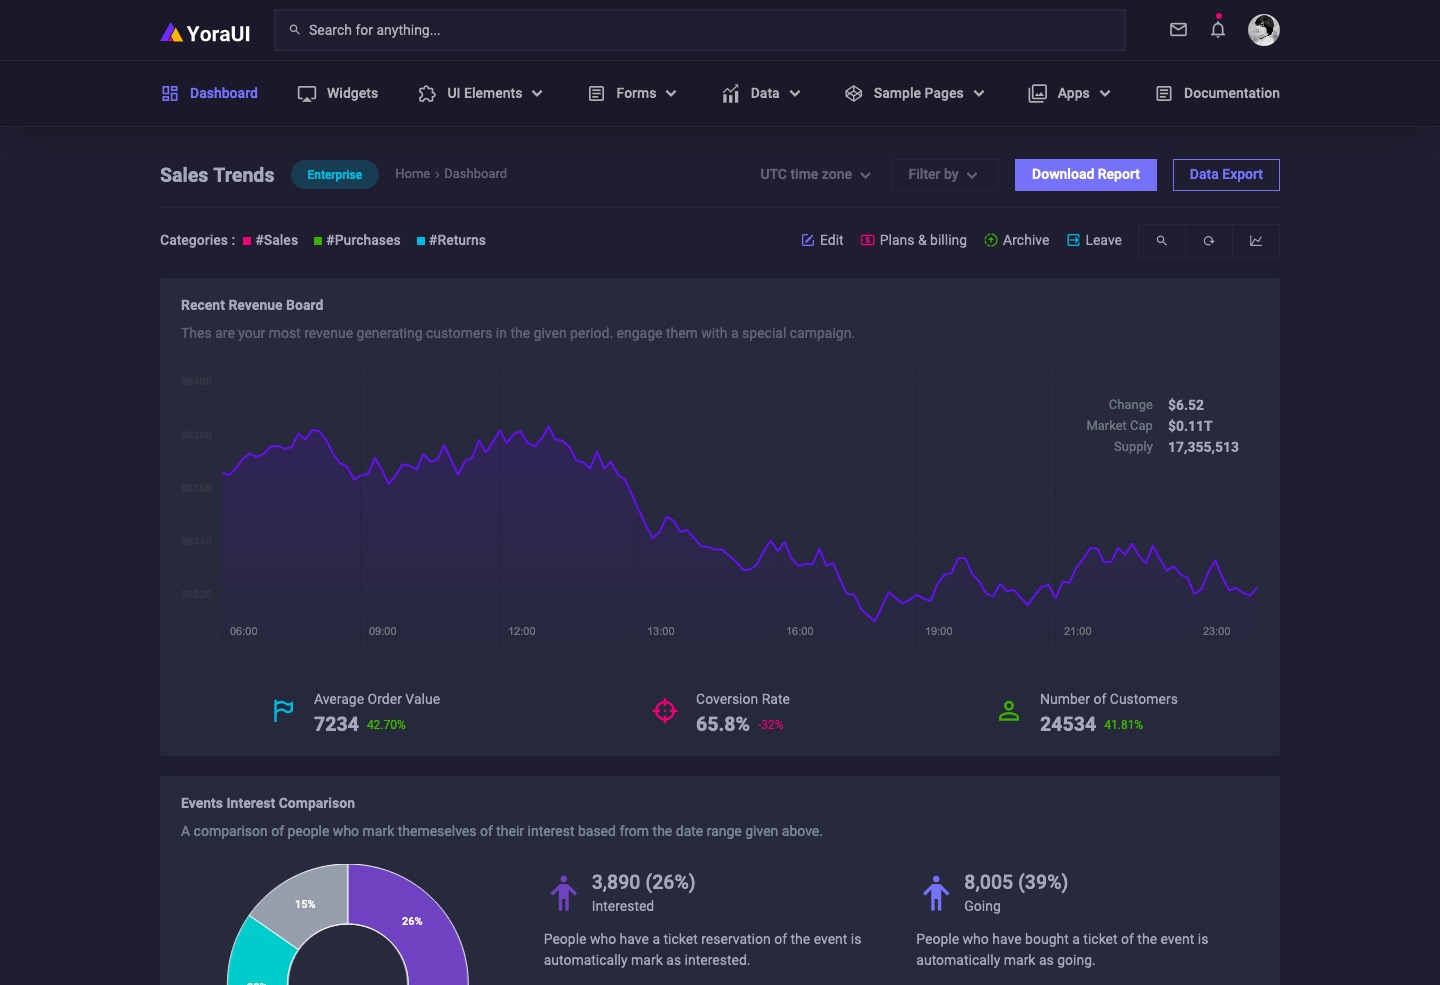 YoraUI
Search for anything...
Dashboard
Widgets
UI Elements
Forms
Data
Sample Pages
Apps
Documentation
Sales Trends
Enterprise
Home › Dashboard
UTC time zone
Filter by
Download Report
Data Export
Categories :
#Sales
#Purchases
#Returns
Edit
Plans & billing
Archive
Leave
Recent Revenue Board
Thes are your most revenue generating customers in the given period. engage them with a special campaign.
$6400
$6380
$6360
$6340
$6320
Change $6.52
Market Cap $0.11T
Supply 17,355,513
06:00
09:00
12:00
13:00
16:00
19:00
21:00
23:00
Average Order Value
7234 42.70%
Coversion Rate
65.8% -32%
Number of Customers
24534 41.81%
Events Interest Comparison
A comparison of people who mark themeselves of their interest based from the date range given above.
15%
26%
3,890 (26%)
Interested
People who have a ticket reservation of the event is
automatically mark as interested.
8,005 (39%)
Going
People who have bought a ticket of the event is
automatically mark as going.